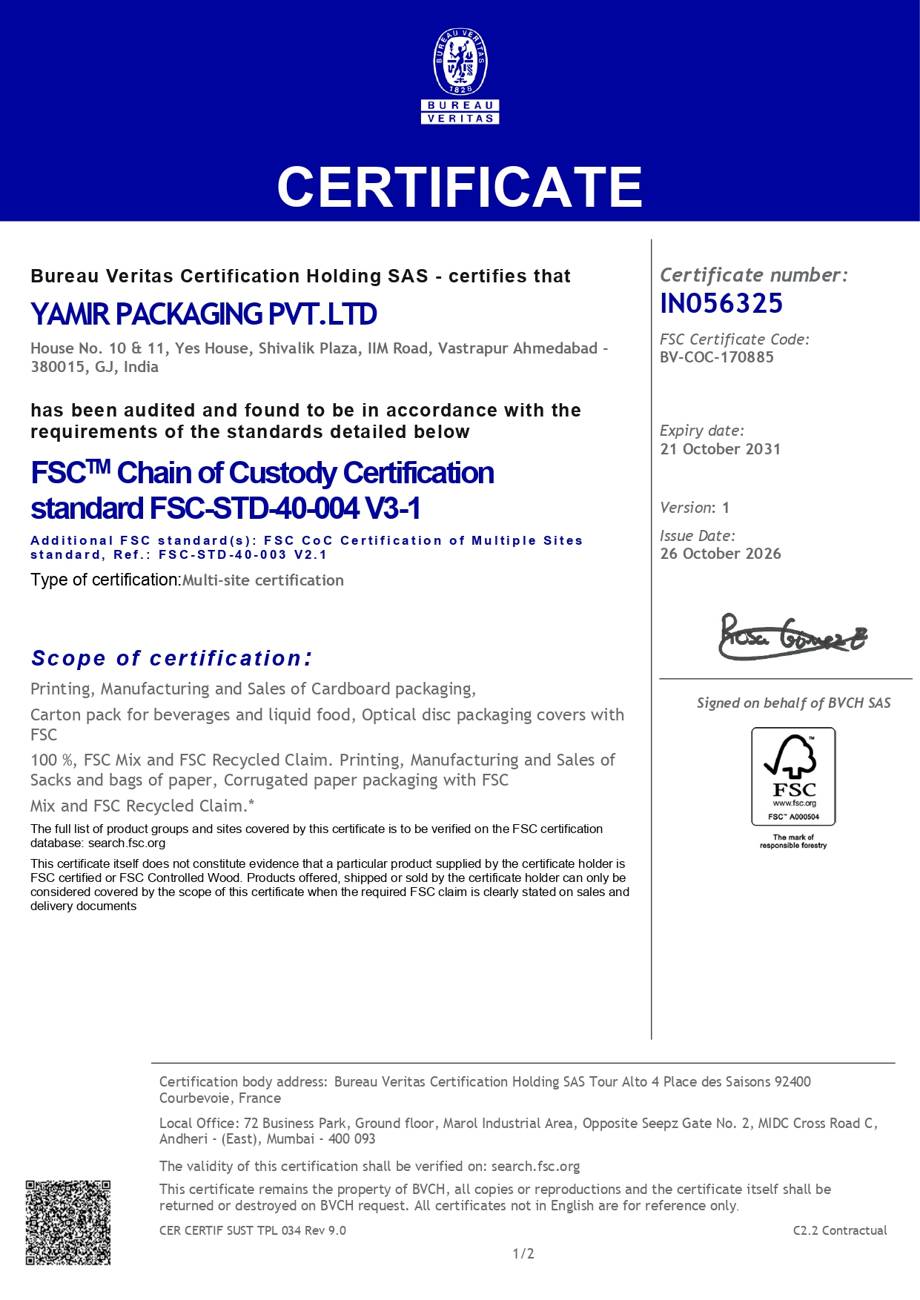 BUREAU VERITAS
1828
BUREAU
VERITAS
CERTIFICATE
Bureau Veritas Certification Holding SAS - certifies that
YAMIR PACKAGING PVT.LTD
House No. 10 & 11, Yes House, Shivalik Plaza, IIM Road, Vastrapur Ahmedabad –
380015, GJ, India
has been audited and found to be in accordance with the
requirements of the standards detailed below
FSC™ Chain of Custody Certification
standard FSC-STD-40-004 V3-1
Additional FSC standard(s): FSC CoC Certification of Multiple Sites
standard, Ref.: FSC-STD-40-003 V2.1
Type of certification:Multi-site certification
Scope of certification:
Printing, Manufacturing and Sales of Cardboard packaging,
Carton pack for beverages and liquid food, Optical disc packaging covers with
FSC
100 %, FSC Mix and FSC Recycled Claim. Printing, Manufacturing and Sales of
Sacks and bags of paper, Corrugated paper packaging with FSC
Mix and FSC Recycled Claim.*
The full list of product groups and sites covered by this certificate is to be verified on the FSC certification
database: search.fsc.org
This certificate itself does not constitute evidence that a particular product supplied by the certificate holder is
FSC certified or FSC Controlled Wood. Products offered, shipped or sold by the certificate holder can only be
considered covered by the scope of this certificate when the required FSC claim is clearly stated on sales and
delivery documents
Certificate number:
IN056325
FSC Certificate Code:
BV-COC-170885
Expiry date:
21 October 2031
Version: 1
Issue Date:
26 October 2026
Rosa Gomez
Signed on behalf of BVCH SAS
™
FSC
www.fsc.org
FSC™ A000504
The mark of
responsible forestry
Certification body address: Bureau Veritas Certification Holding SAS Tour Alto 4 Place des Saisons 92400
Courbevoie, France
Local Office: 72 Business Park, Ground floor, Marol Industrial Area, Opposite Seepz Gate No. 2, MIDC Cross Road C,
Andheri - (East), Mumbai - 400 093
The validity of this certification shall be verified on: search.fsc.org
This certificate remains the property of BVCH, all copies or reproductions and the certificate itself shall be
returned or destroyed on BVCH request. All certificates not in English are for reference only.
CER CERTIF SUST TPL 034 Rev 9.0
C2.2 Contractual
1/2